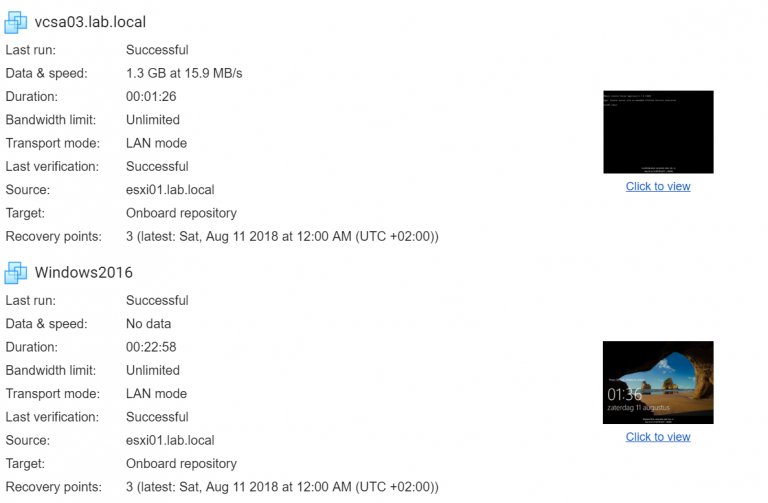 vcsa03.lab.local
Last run: Successful
Data & speed: 1.3 GB at 15.9 MB/s
Duration: 00:01:26
Bandwidth limit: Unlimited
Transport mode: LAN mode
Last verification: Successful
Source: esxi01.lab.local
Target: Onboard repository
Recovery points: 3 (latest: Sat, Aug 11 2018 at 12:00 AM (UTC +02:00))
Click to view
Windows2016
Last run: Successful
Data & speed: No data
Duration: 00:22:58
Bandwidth limit: Unlimited
Transport mode: LAN mode
Last verification: Successful
Source: esxi01.lab.local
Target: Onboard repository
Recovery points: 3 (latest: Sat, Aug 11 2018 at 12:00 AM (UTC +02:00))
01:36
zaterdag 11 augustus
Click to view